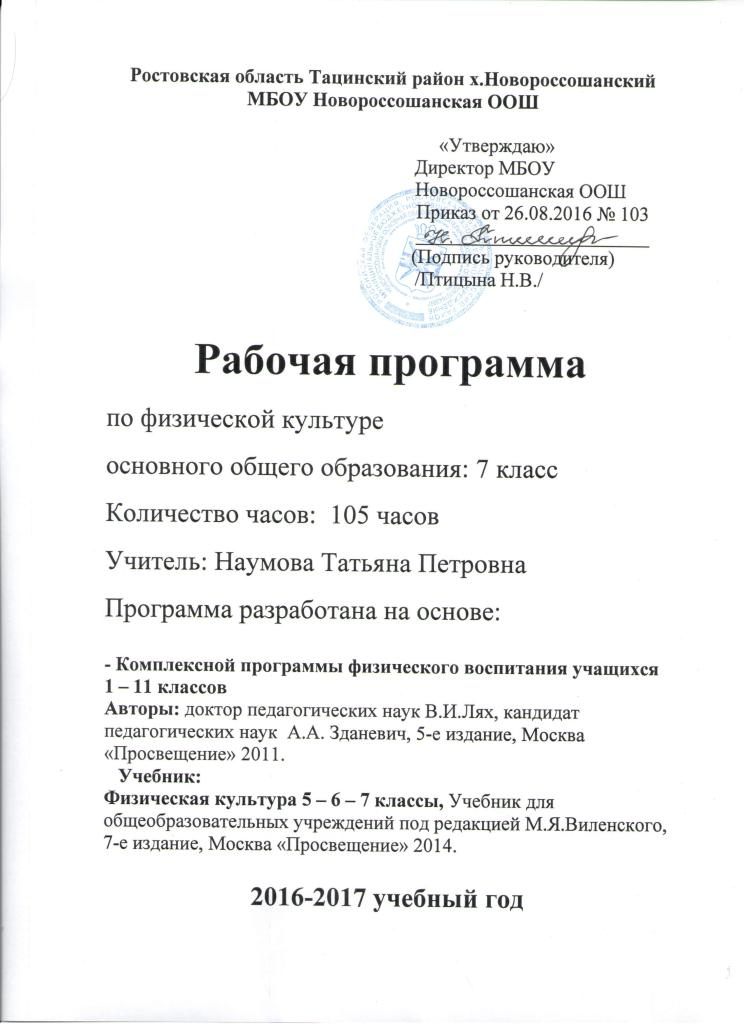 Ростовская область Тацинский район х.Новороссошанский
МБОУ Новороссошанская ООШ
«Утверждаю»
Директор МБОУ
Новороссошанская ООШ
Приказ от 26.08.2016 № 103
(Подпись руководителя)
/Птицына Н.В./
Рабочая программа
по физической культуре
основного общего образования: 7 класс
Количество часов: 105 часов
Учитель: Наумова Татьяна Петровна
Программа разработана на основе:
- Комплексной программы физического воспитания учащихся
1 – 11 классов
Авторы: доктор педагогических наук В.И.Лях, кандидат
педагогических наук А.А. Зданевич, 5-е издание, Москва
«Просвещение» 2011.
Учебник:
Физическая культура 5 – 6 – 7 классы, Учебник для
общеобразовательных учреждений под редакцией М.Я.Виленского,
7-е издание, Москва «Просвещение» 2014.
2016-2017 учебный год